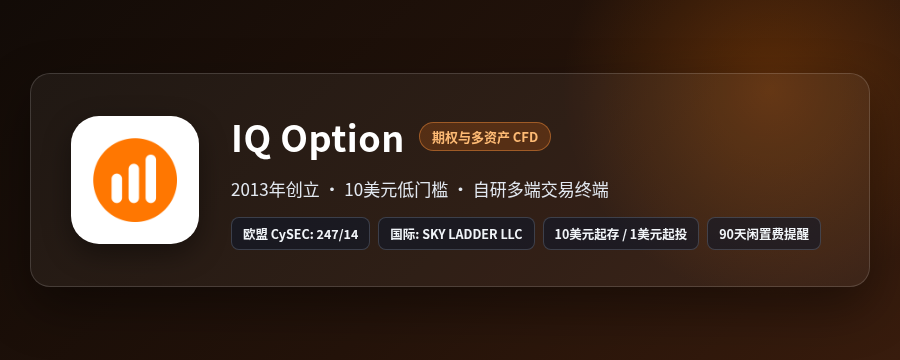 IQ Option 期权与多资产 CFD
2013年创立 · 10美元低门槛 · 自研多端交易终端
欧盟 CySEC: 247/14 国际: SKY LADDER LLC 10美元起存 / 1美元起投 90天闲置费提醒